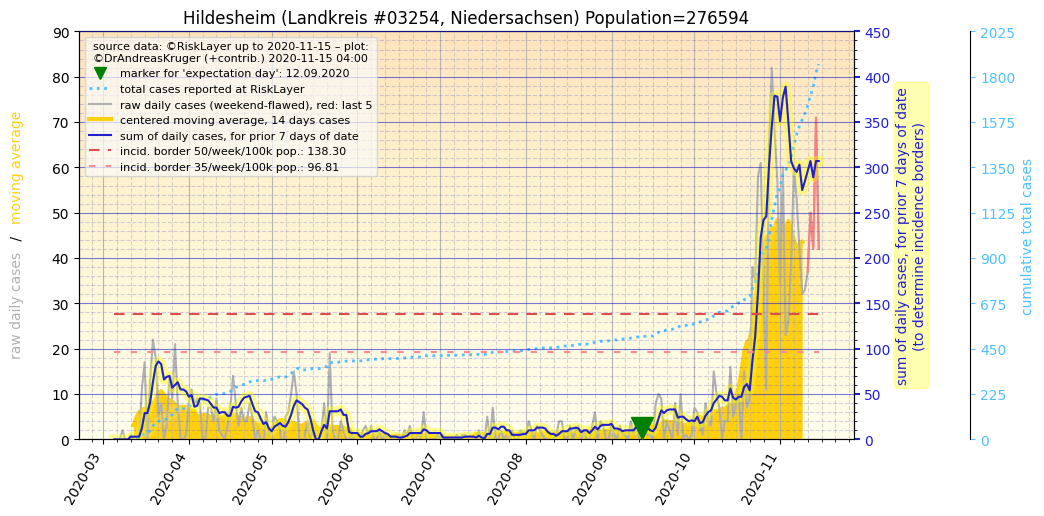 Hildesheim (Landkreis #03254, Niedersachsen) Population=276594
source data: ©RiskLayer up to 2020-11-15 – plot:
©DrAndreasKruger (+contrib.) 2020-11-15 04:00
marker for 'expectation day': 12.09.2020
total cases reported at RiskLayer
raw daily cases (weekend-flawed), red: last 5
centered moving average, 14 days cases
sum of daily cases, for prior 7 days of date
incid. border 50/week/100k pop.: 138.30
incid. border 35/week/100k pop.: 96.81
raw daily cases / moving average
90
80
70
60
50
40
30
20
10
0
2020-03
2020-04
2020-05
2020-06
2020-07
2020-08
2020-09
2020-10
2020-11
450
400
350
300
250
200
150
100
50
0
sum of daily cases, for prior 7 days of date
(to determine incidence borders)
2025
1800
1575
1350
1125
900
675
450
225
0
cumulative total cases